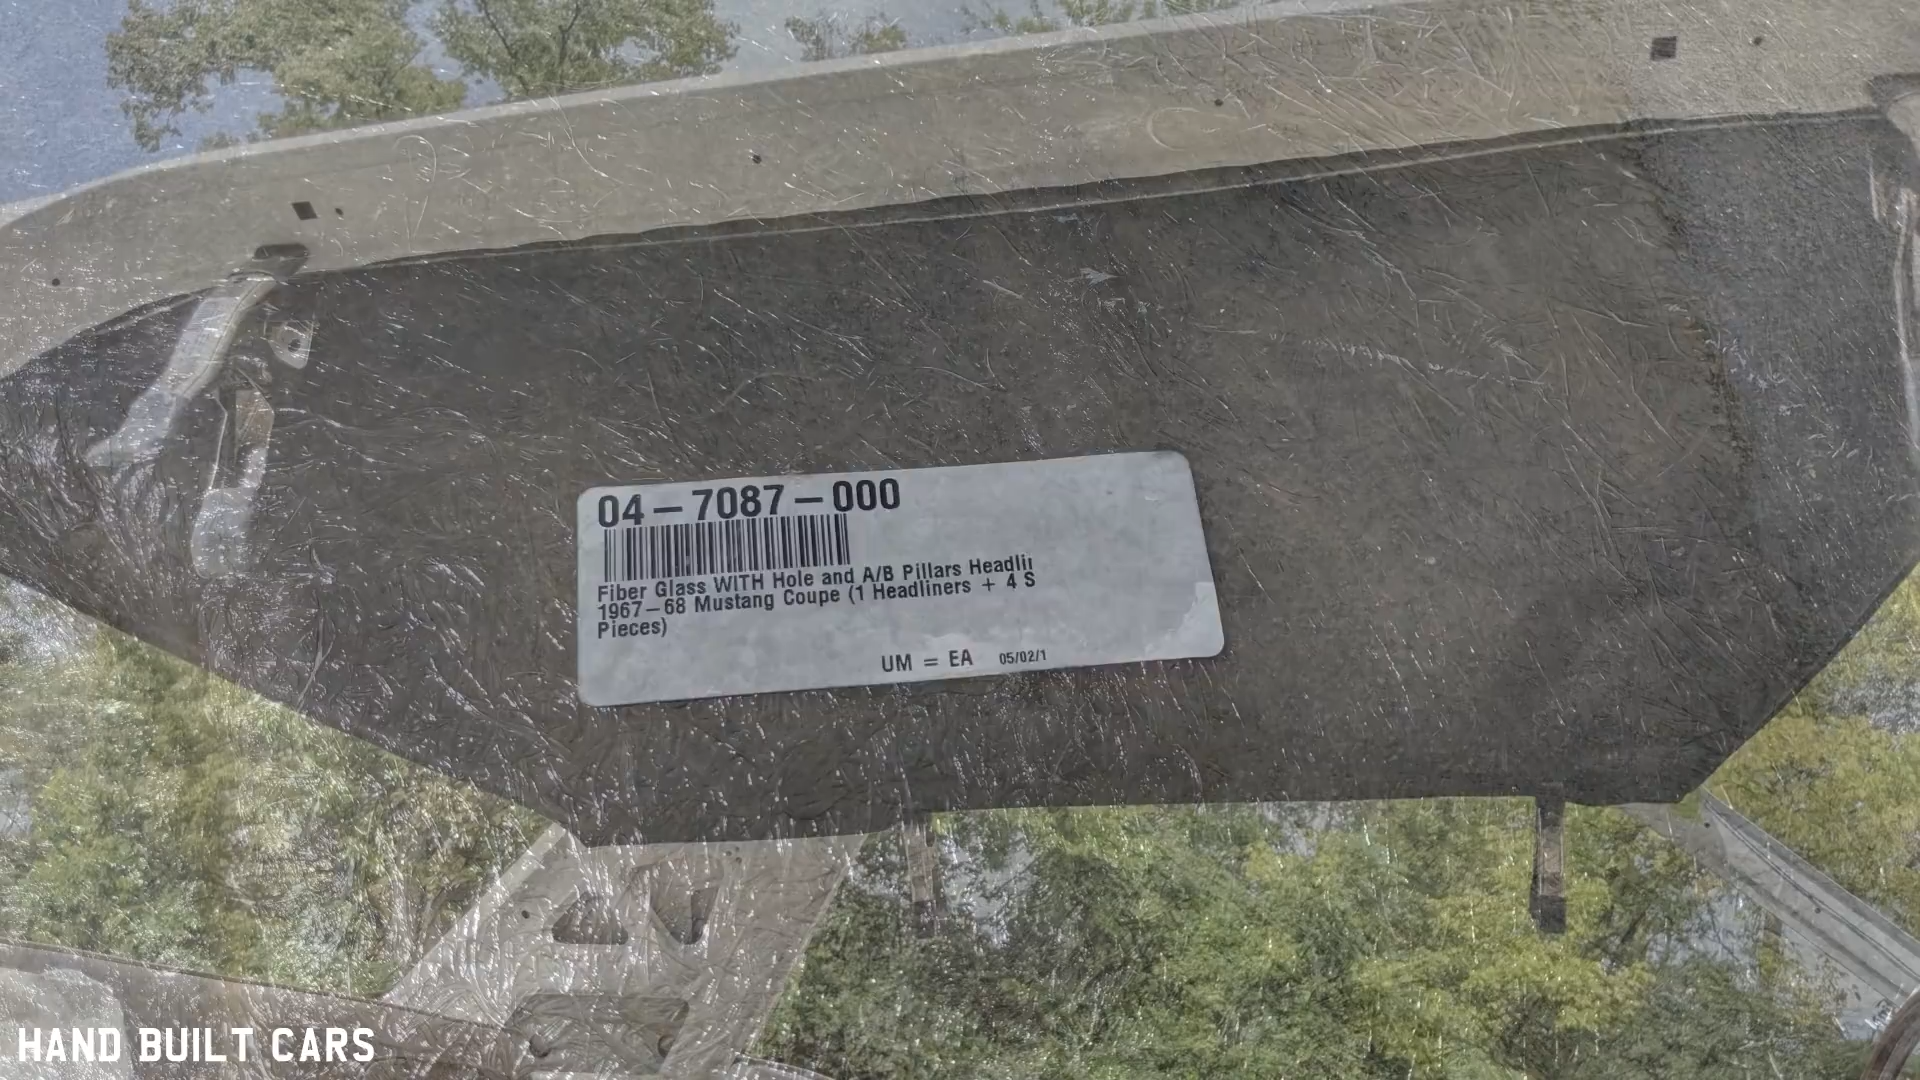 04-7087-000
Fiber Glass WITH Hole and A/B Pillars Headli
1967-68 Mustang Coupe (1 Headliners + 4 S
Pieces)
UM = EA 05/02/1
HAND BUILT CARS